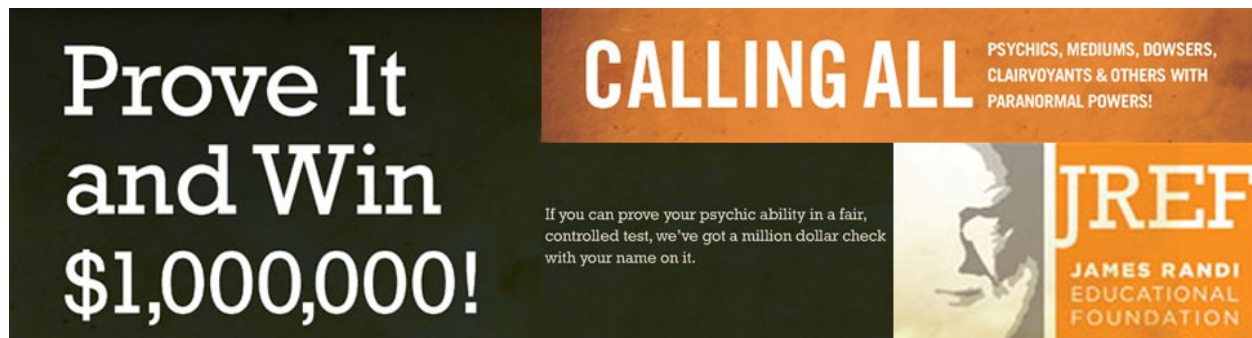 Prove It
and Win
$1,000,000!
CALLING ALL
PSYCHICS, MEDIUMS, DOWSERS,
CLAIRVOYANTS & OTHERS WITH
PARANORMAL POWERS!
If you can prove your psychic ability in a fair,
controlled test, we've got a million dollar check
with your name on it.
JREF
JAMES RANDI
EDUCATIONAL
FOUNDATION